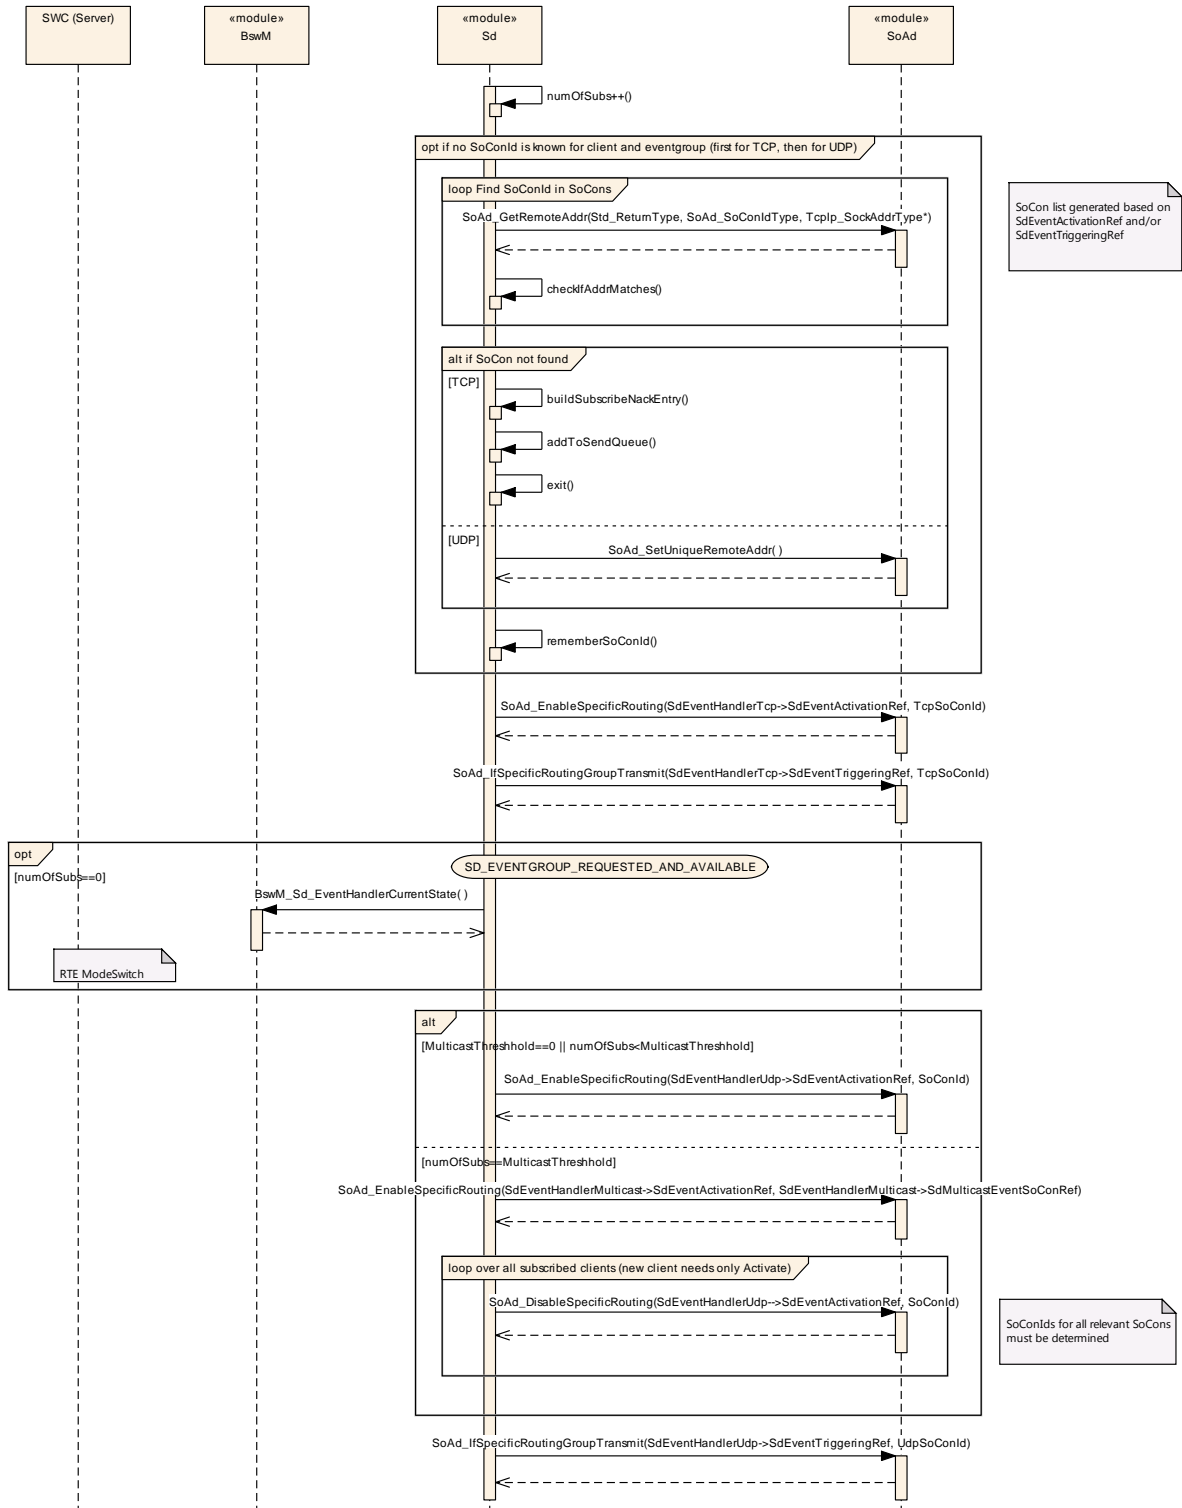 SWC (Server)
«module»
BswM
«module»
Sd
«module»
SoAd
numOfSubs++()
opt if no SoConId is known for client and eventgroup (first for TCP, then for UDP)
loop Find SoConId in SoCons
SoAd_GetRemoteAddr(Std_ReturnType, SoAd_SoConIdType, TcpIp_SockAddrType*)
SoCon list generated based on
SdEventActivationRef and/or
SdEventTriggeringRef
checkIfAddrMatches()
alt if SoCon not found
[TCP]
buildSubscribeNackEntry()
addToSendQueue()
exit()
[UDP]
SoAd_SetUniqueRemoteAddr( )
rememberSoConId()
SoAd_EnableSpecificRouting(SdEventHandlerTcp->SdEventActivationRef, TcpSoConId)
SoAd_IfSpecificRoutingGroupTransmit(SdEventHandlerTcp->SdEventTriggeringRef, TcpSoConId)
opt
[numOfSubs==0]
SD_EVENTGROUP_REQUESTED_AND_AVAILABLE
BswM_Sd_EventHandlerCurrentState( )
RTE ModeSwitch
alt
[MulticastThreshhold==0 || numOfSubs<MulticastThreshhold]
SoAd_EnableSpecificRouting(SdEventHandlerUdp->SdEventActivationRef, SoConId)
[numOfSubs==MulticastThreshhold]
SoAd_EnableSpecificRouting(SdEventHandlerMulticast->SdEventActivationRef, SdEventHandlerMulticast->SdMulticastEventSoConRef)
loop over all subscribed clients (new client needs only Activate)
SoAd_DisableSpecificRouting(SdEventHandlerUdp-->SdEventActivationRef, SoConId)
SoConIds for all relevant SoCons
must be determined
SoAd_IfSpecificRoutingGroupTransmit(SdEventHandlerUdp->SdEventTriggeringRef, UdpSoConId)